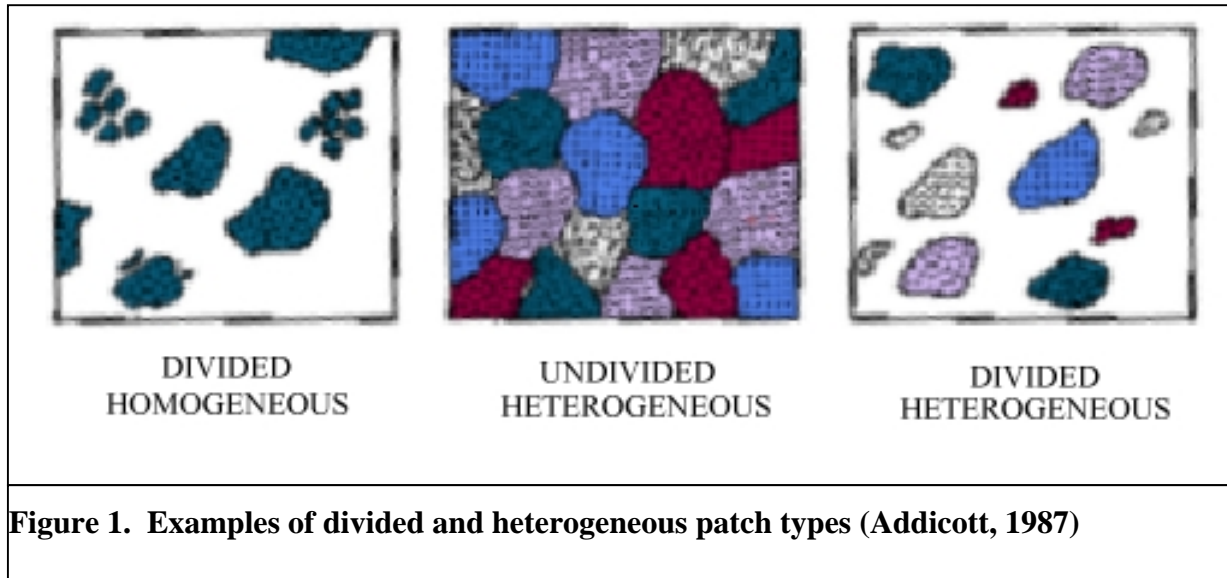 DIVIDED
HOMOGENEOUS
UNDIVIDED
HETEROGENEOUS
DIVIDED
HETEROGENEOUS
Figure 1.  Examples of divided and heterogeneous patch types (Addicott, 1987)